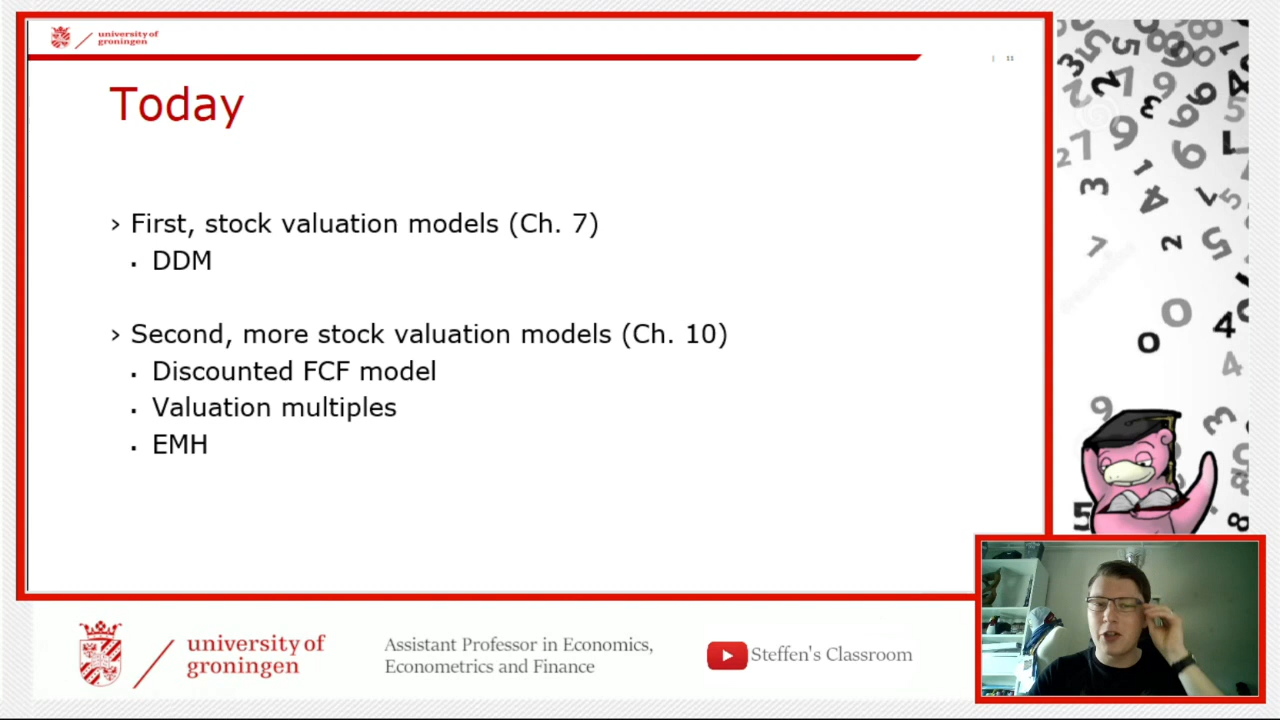 university of
groningen
| 11
Today
› First, stock valuation models (Ch. 7)
▪ DDM
› Second, more stock valuation models (Ch. 10)
▪ Discounted FCF model
▪ Valuation multiples
▪ EMH
university of
groningen
Assistant Professor in Economics,
Econometrics and Finance
Steffen's Classroom